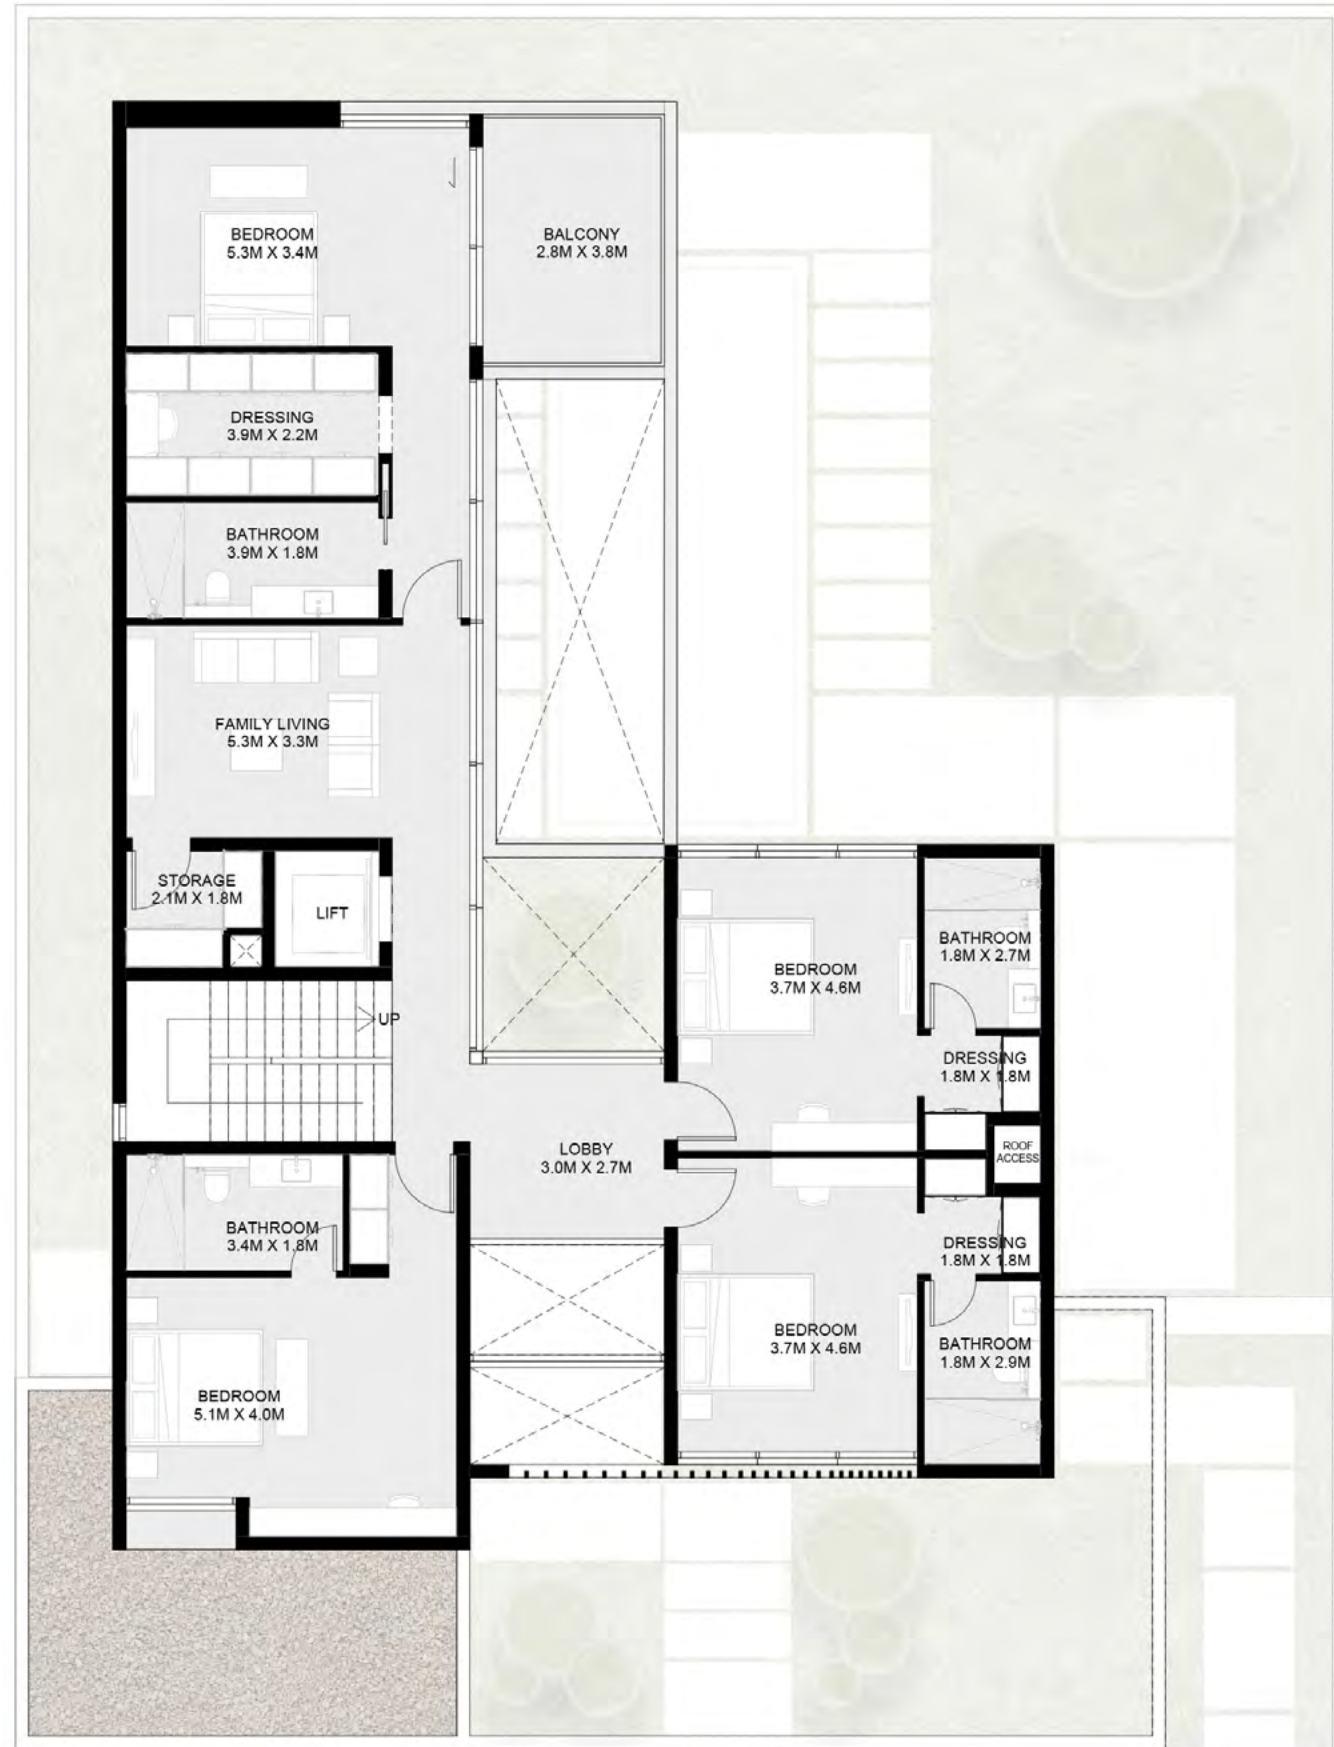 BEDROOM
5.3M X 3.4M
BALCONY
2.8M X 3.8M
DRESSING
3.9M X 2.2M
BATHROOM
3.9M X 1.8M
FAMILY LIVING
5.3M X 3.3M
STORAGE
2.1M X 1.8M
LIFT
UP
BATHROOM
1.8M X 2.7M
BEDROOM
3.7M X 4.6M
DRESSING
1.8M X 1.8M
LOBBY
3.0M X 2.7M
ROOF
ACCESS
BATHROOM
3.4M X 1.8M
DRESSING
1.8M X 1.8M
BEDROOM
3.7M X 4.6M
BATHROOM
1.8M X 2.9M
BEDROOM
5.1M X 4.0M